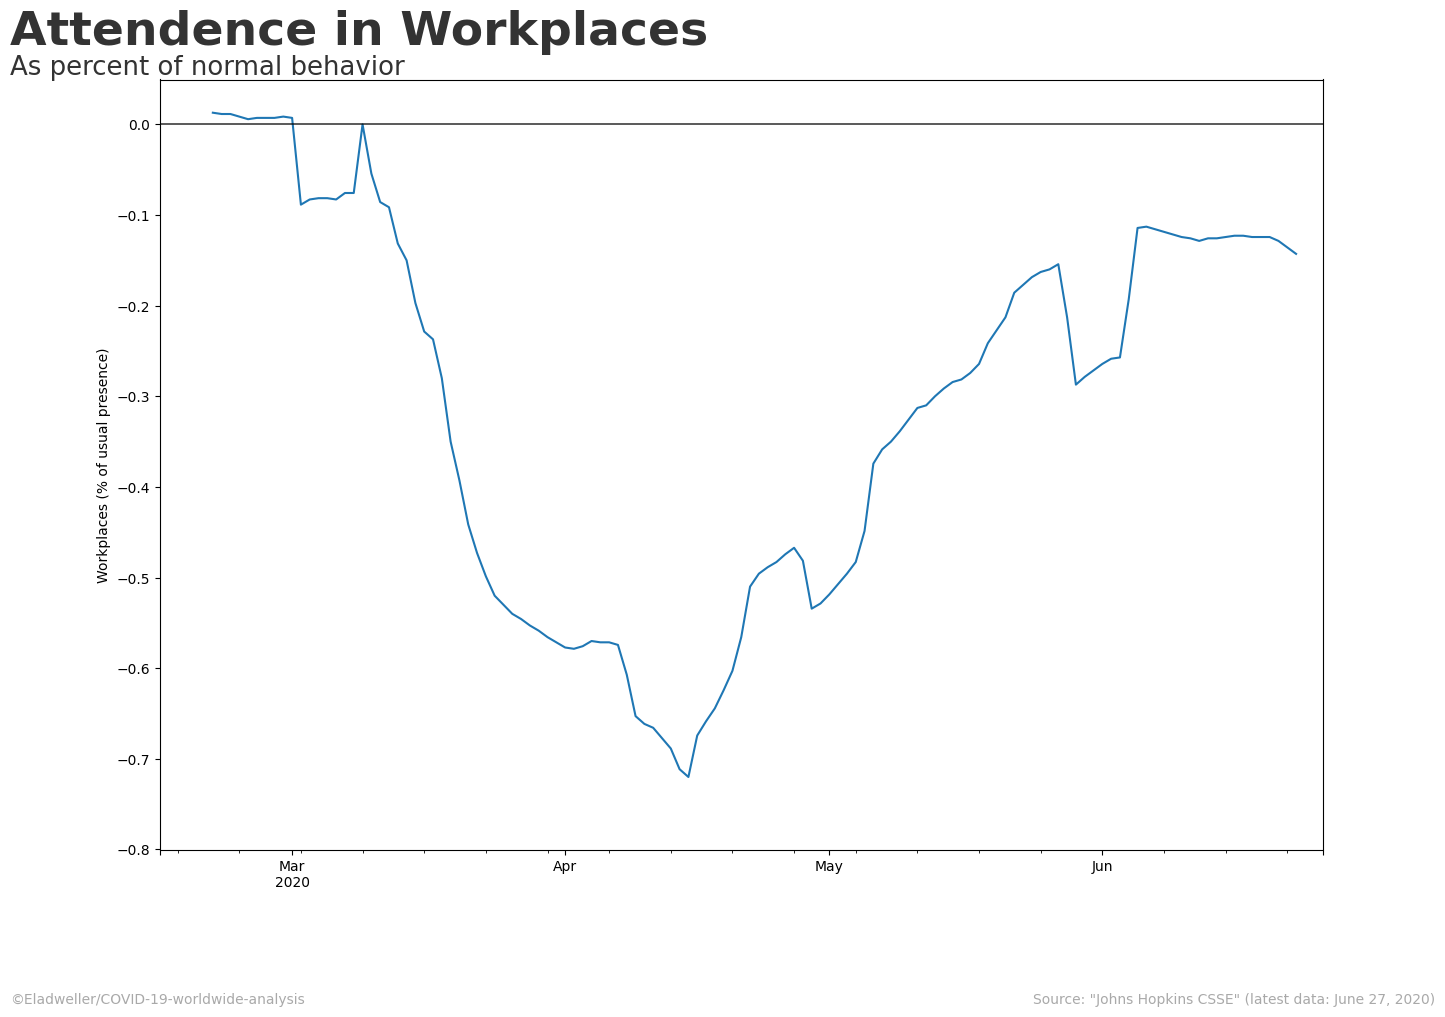 Attendence in Workplaces
As percent of normal behavior
Workplaces (% of usual presence)
0.0
−0.1
−0.2
−0.3
−0.4
−0.5
−0.6
−0.7
−0.8
Mar
2020
Apr
May
Jun
©Eladweller/COVID-19-worldwide-analysis
Source: "Johns Hopkins CSSE" (latest data: June 27, 2020)